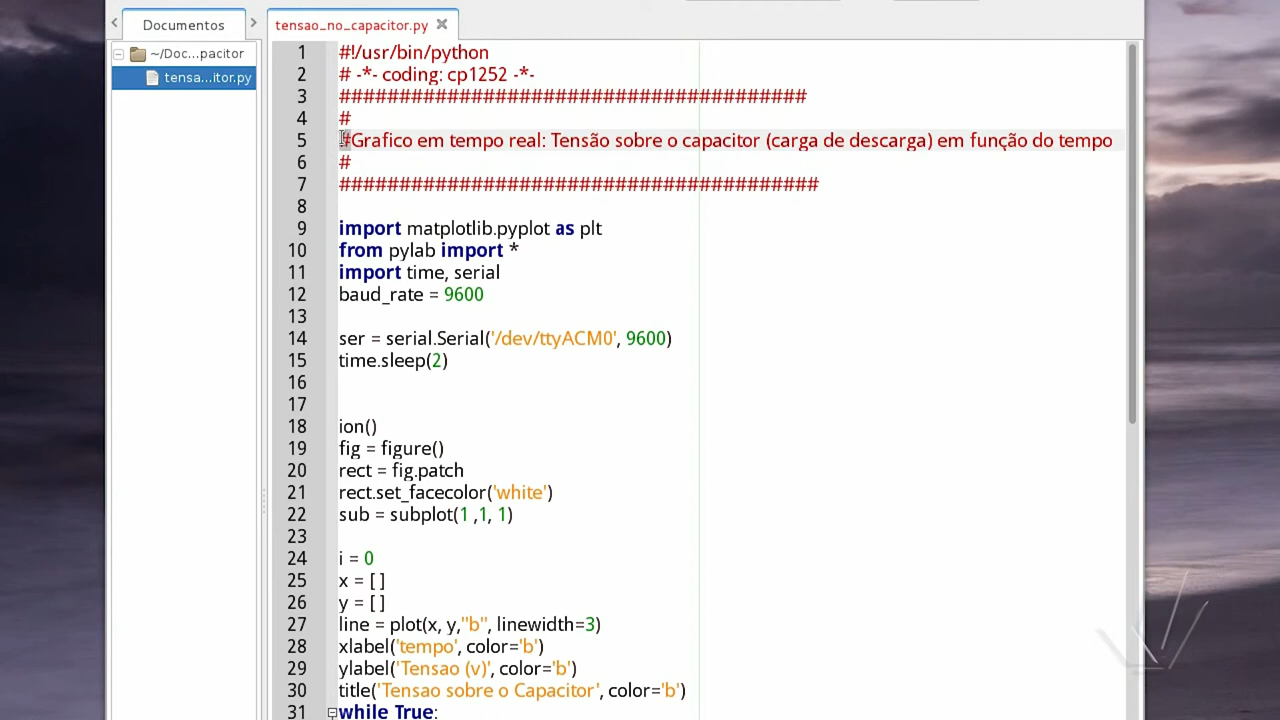 Documentos
tensao_no_capacitor.py
~/Doc...pacitor
tensa...itor.py
1 #!/usr/bin/python
2 # -*- coding: cp1252 -*-
3 #######################################
4 #
5 #Grafico em tempo real: Tensão sobre o capacitor (carga de descarga) em função do tempo
6 #
7 ########################################
8
9 import matplotlib.pyplot as plt
10 from pylab import *
11 import time, serial
12 baud_rate = 9600
13
14 ser = serial.Serial('/dev/ttyACM0', 9600)
15 time.sleep(2)
16
17
18 ion()
19 fig = figure()
20 rect = fig.patch
21 rect.set_facecolor('white')
22 sub = subplot(1 ,1, 1)
23
24 i = 0
25 x = [ ]
26 y = [ ]
27 line = plot(x, y,"b", linewidth=3)
28 xlabel('tempo', color='b')
29 ylabel('Tensao (v)', color='b')
30 title('Tensao sobre o Capacitor', color='b')
31 while True: